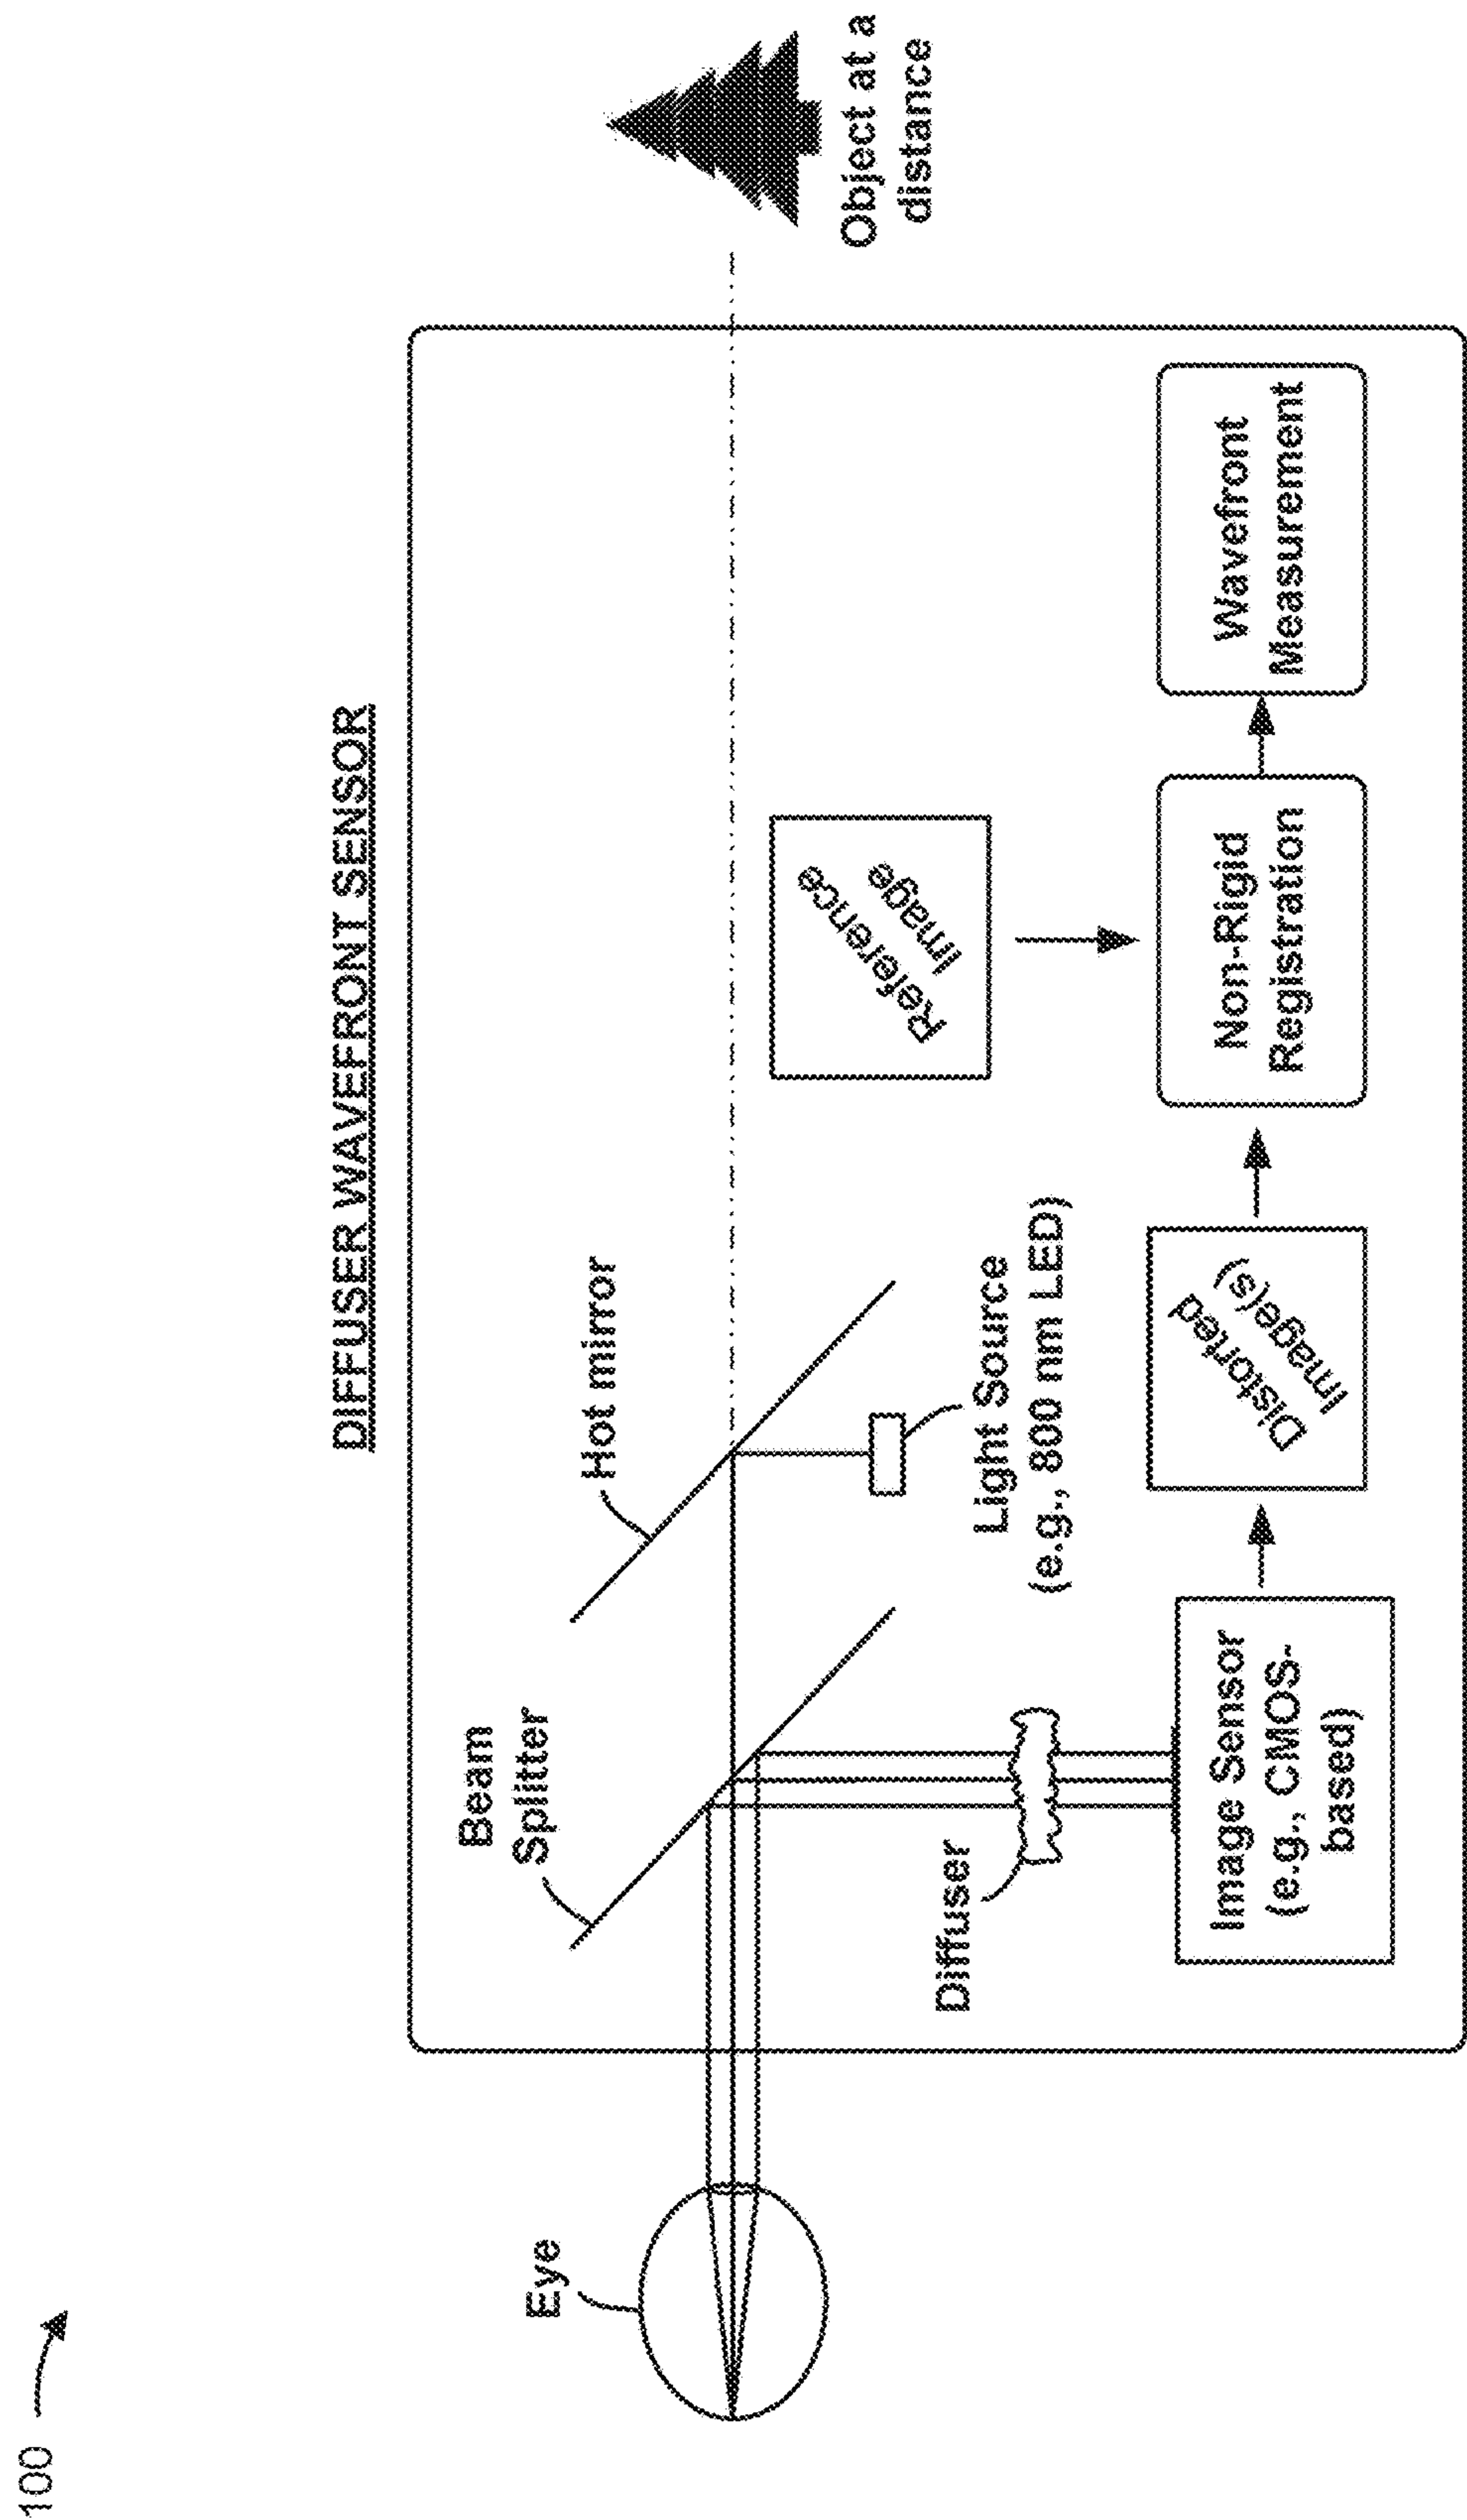 100
DIFFUSER WAVEFRONT SENSOR
Eye
Beam
Splitter
Hot mirror
Object at a
distance
Diffuser
Light Source
(e.g., 800 nm LED)
Reference
Image
Image Sensor
(e.g., CMOS-
based)
Distorted
Image(s)
Non-Rigid
Registration
Wavefront
Measurement